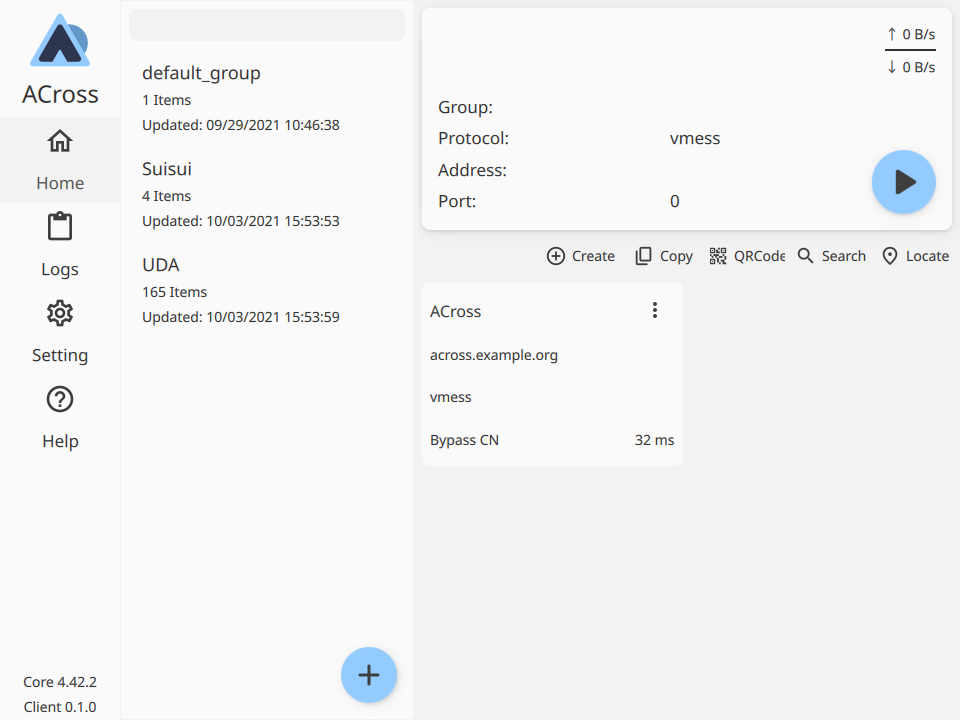 ACross
Home
Logs
Setting
Help
Core 4.42.2
Client 0.1.0
default_group
1 Items
Updated: 09/29/2021 10:46:38
Suisui
4 Items
Updated: 10/03/2021 15:53:53
UDA
165 Items
Updated: 10/03/2021 15:53:59
↑ 0 B/s
↓ 0 B/s
Group:
Protocol: vmess
Address:
Port: 0
Create Copy QRCode Search Locate
ACross
across.example.org
vmess
Bypass CN 32 ms